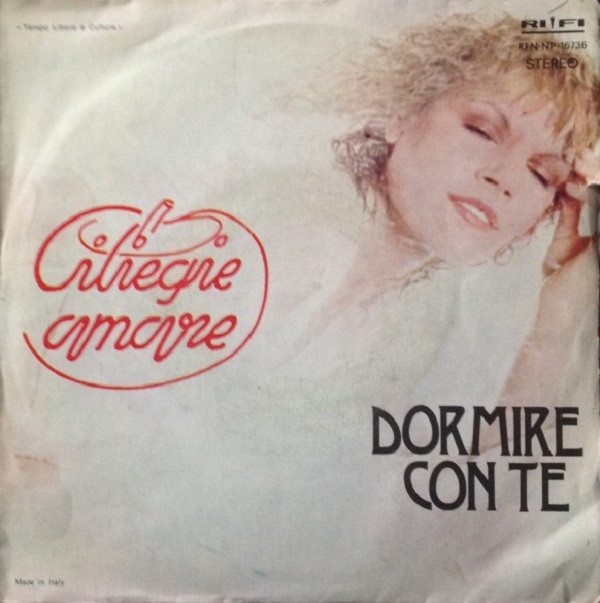 « Tempo Libero e Cultura »
RI-FI
RFN-NP-16736
STEREO
Ciliegie
amare
DORMIRE
CON TE
Made in Italy